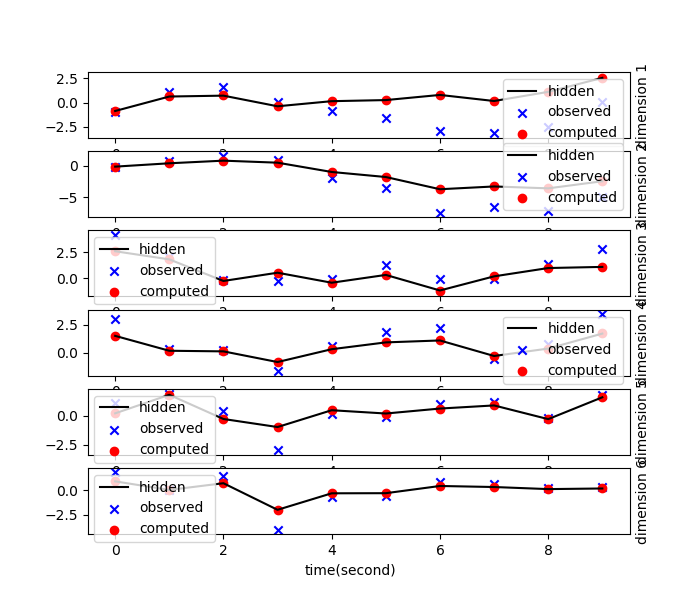 2.5
0.0
−2.5
hidden
observed
computed
dimension 1
0
−5
hidden
observed
computed
dimension 2
2.5
0.0
hidden
observed
computed
dimension 3
2.5
0.0
hidden
observed
computed
dimension 4
0.0
−2.5
hidden
observed
computed
dimension 5
0.0
−2.5
hidden
observed
computed
dimension 6
0 2 4 6 8
time(second)